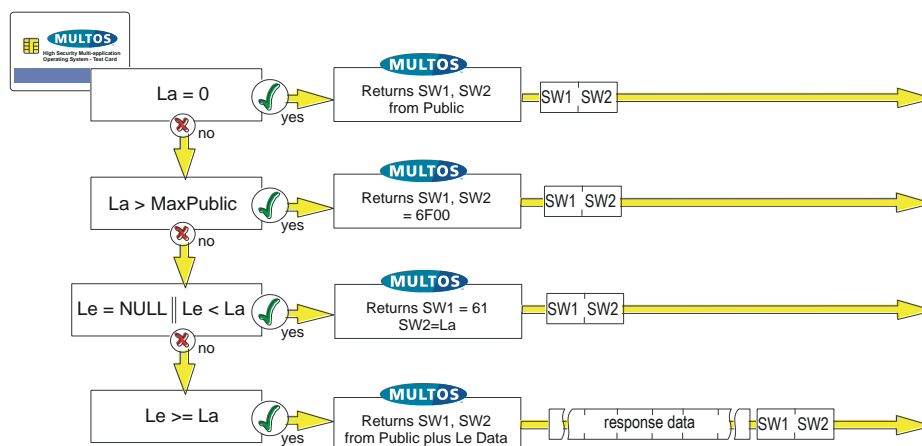 MULTOS
High Security Multi-application
Operating System - Test Card
La = 0
yes
no
MULTOS
Returns SW1, SW2
from Public
SW1 SW2
La > MaxPublic
yes
no
MULTOS
Returns SW1, SW2
= 6F00
SW1 SW2
Le = NULL || Le < La
yes
no
MULTOS
Returns SW1 = 61
SW2=La
SW1 SW2
Le >= La
yes
MULTOS
Returns SW1, SW2
from Public plus Le Data
response data
SW1 SW2